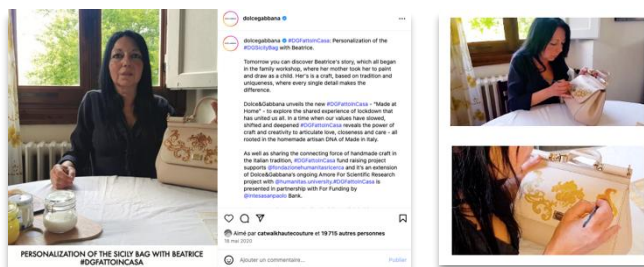 dolcegabbana
dolcegabbana #DGFattoInCasa: Personalization of the
#DGSicilyBag with Beatrice.
Tomorrow you can discover Beatrice's story, which all began
in the family workshop, where her mother took her to paint
and draw as a child. Her's is a craft, based on tradition and
uniqueness, where every single detail makes the
difference.
Dolce&Gabbana unveils the new #DGFattoInCasa - "Made at
Home" - to explore the shared experience of lockdown that
has united us all. In a time when our values have slowed,
shifted and deepened #DGFattoInCasa reveals the power of
craft and creativity to articulate love, closeness and care - all
rooted in the homemade artisan DNA of Made in Italy.
As well as sharing the connecting force of handmade craft in
the Italian tradition, #DGFattoInCasa fund raising project
supports @fondazionehumanitasricerca and it's an extension
of Dolce&Gabbana's ongoing Amore For Scientific Research
project with @humanitas.university.#DGFattoInCasa is
presented in partnership with For Funding by
@intesasanpaolo Bank.
Aimé par catwalkhautecouture et 19 715 autres personnes
18 mai 2020
Ajouter un commentaire...
Publier
PERSONALIZATION OF THE SICILY BAG WITH BEATRICE
#DGFATTOINCASA